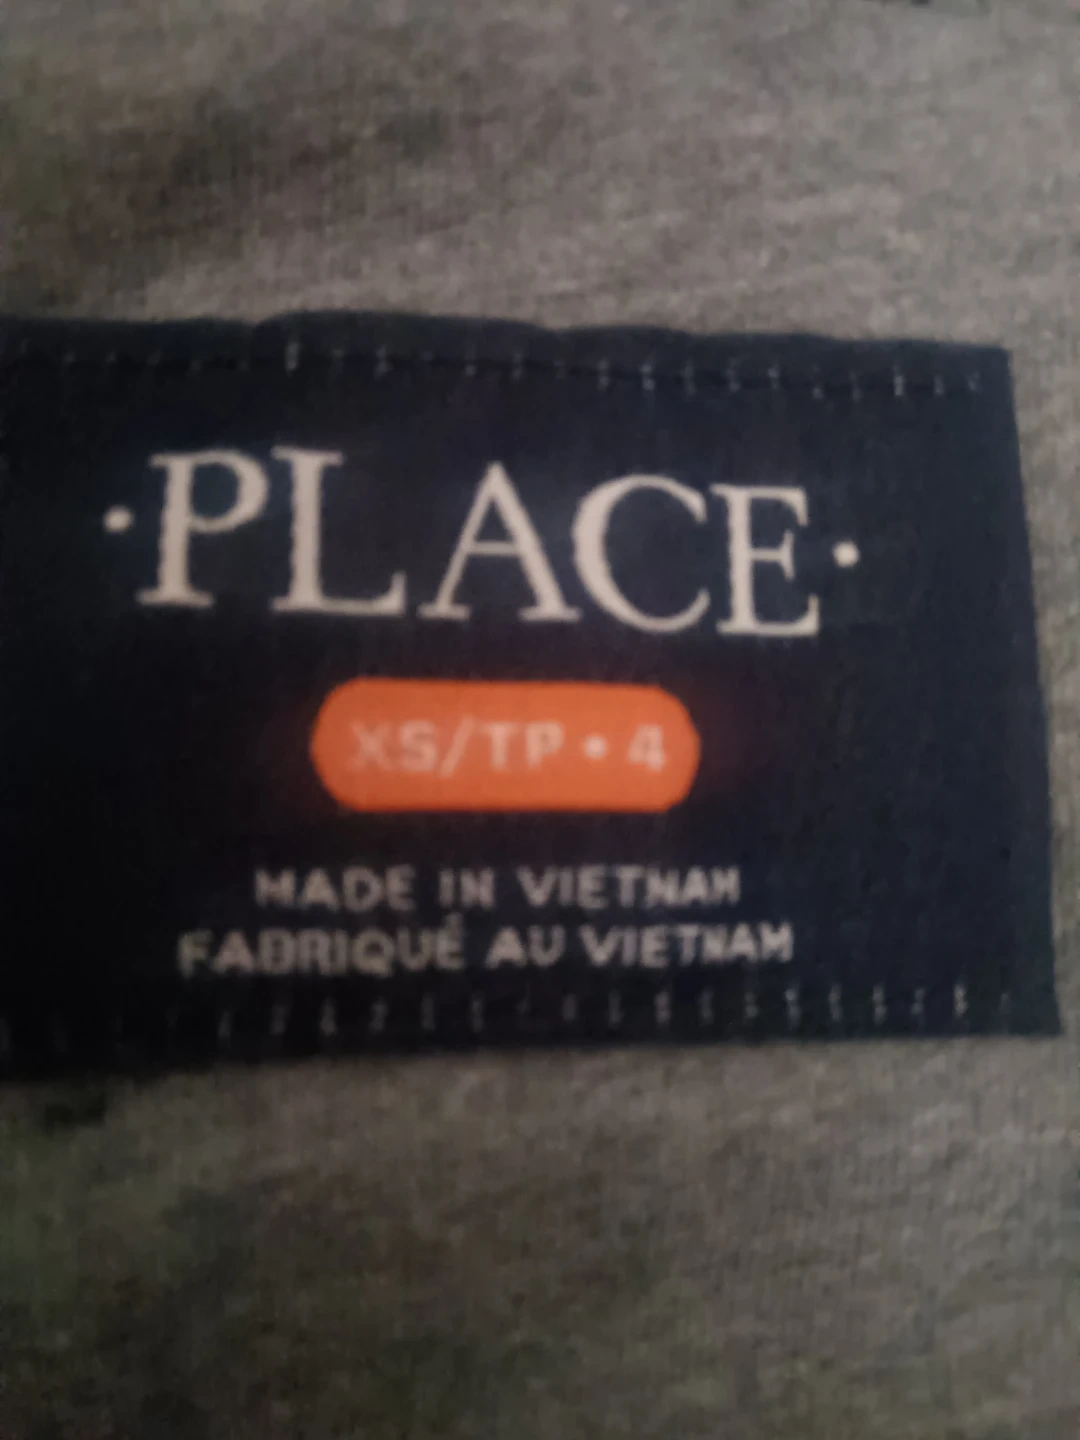 ·PLACE·
XS/TP • 4
MADE IN VIETNAM
FABRIQUÉ AU VIETNAM